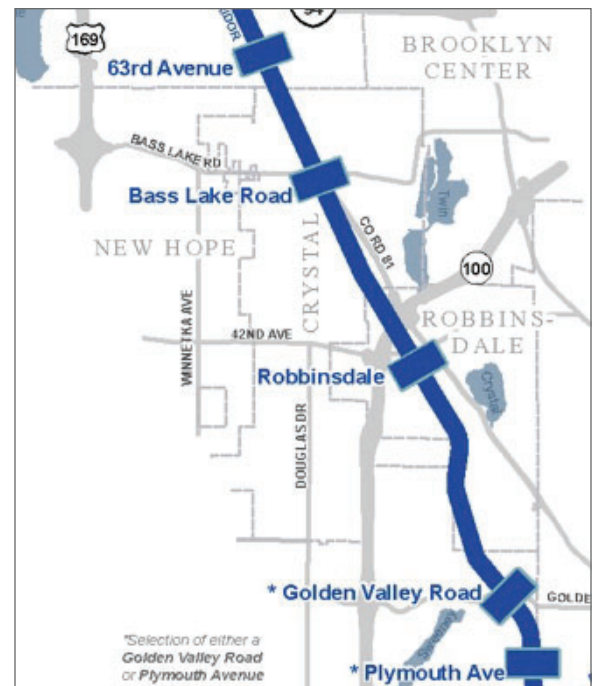 94
169
BROOKLYN
CENTER
63rd Avenue
BASS LAKE RD
Bass Lake Road
Twin
NEW HOPE
CRYSTAL
CO RD 81
100
ROBBINS-
DALE
42ND AVE
WINNETKA AVE
Robbinsdale
Crystal
DOUGLAS DR
* Golden Valley Road
GOLDE
*Selection of either a
Golden Valley Road
or Plymouth Avenue
* Plymouth Ave